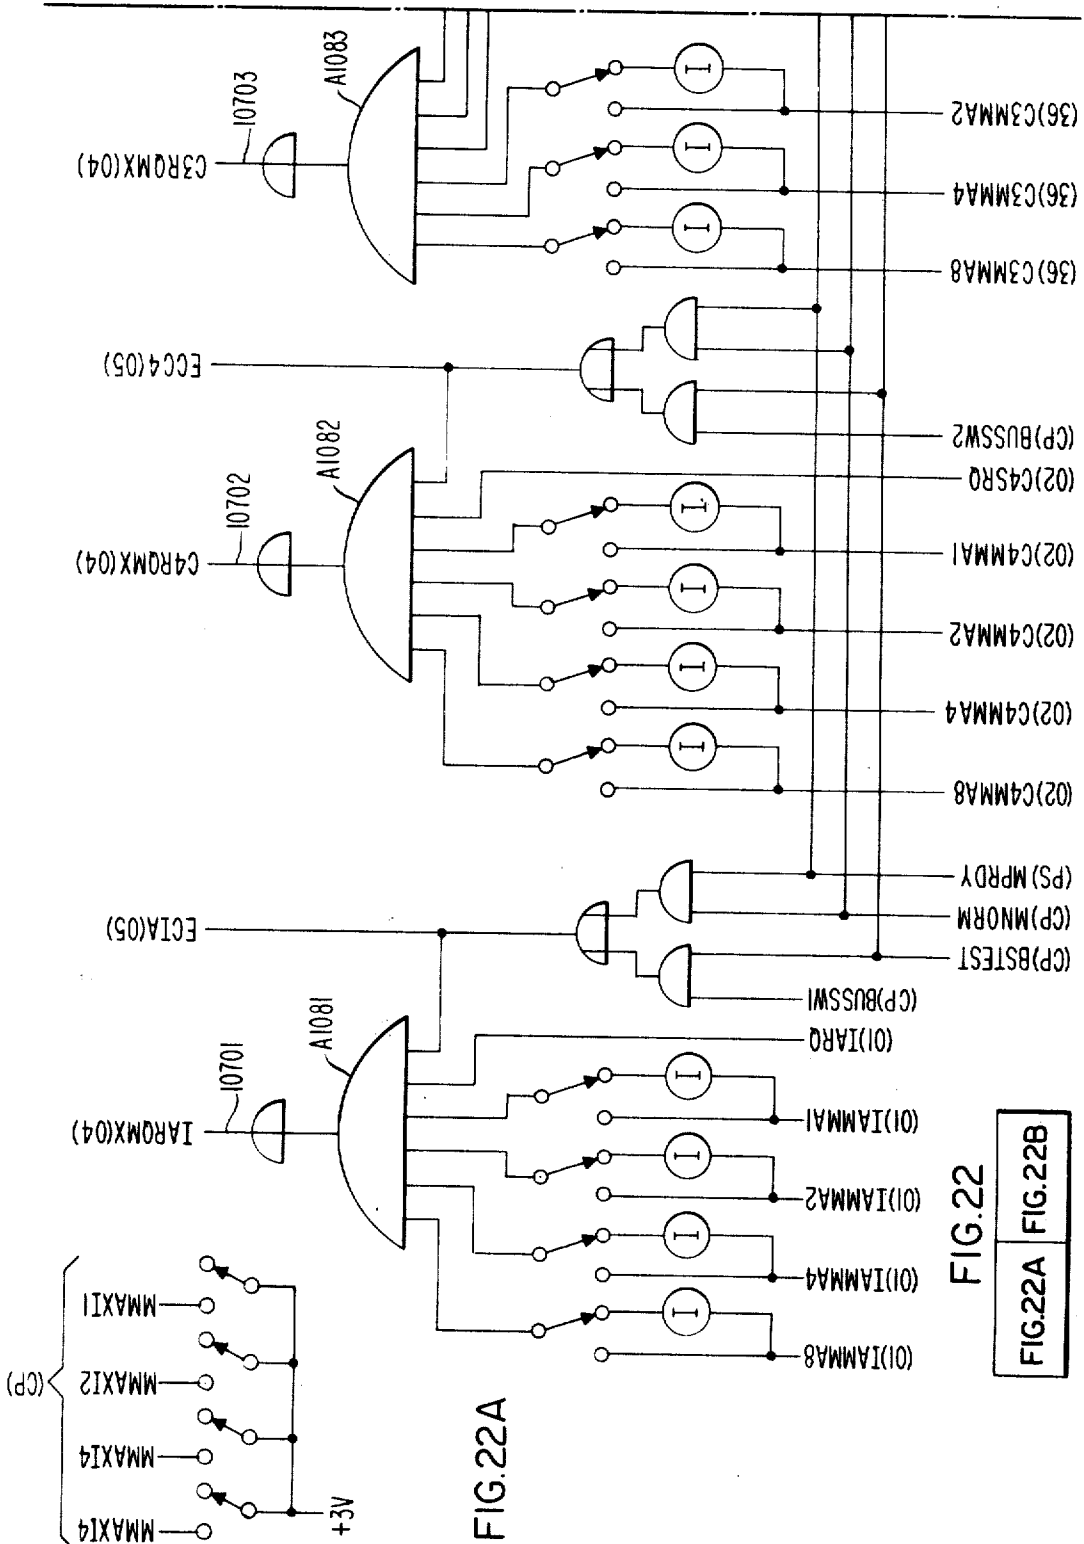 C3RQMX(04)
10703
A1083
(36)C3MMA2
(36)C3MMA4
(36)C3MMA8
ECC4(05)
(CP)BUSSW2
C4RQMX(04)
10702
A1082
(02)C4SRQ
(02)C4MMA1
(02)C4MMA2
(02)C4MMA4
(02)C4MMA8
(PS)MPRDY
(CP)MNORM
(CP)BSTEST
ECIA(05)
(CP)BUSSW1
IARQMX(04)
10701
A1081
(01)IARQ
(01)IAMMA1
(01)IAMMA2
(01)IAMMA4
(01)IAMMA8
I
I
I
I
I
I
I
I
I
I
I
(CP)
MMAXI1
MMAXI2
MMAXI4
MMAXI4
+3V
FIG.22A
FIG.22
FIG.22A FIG.22B